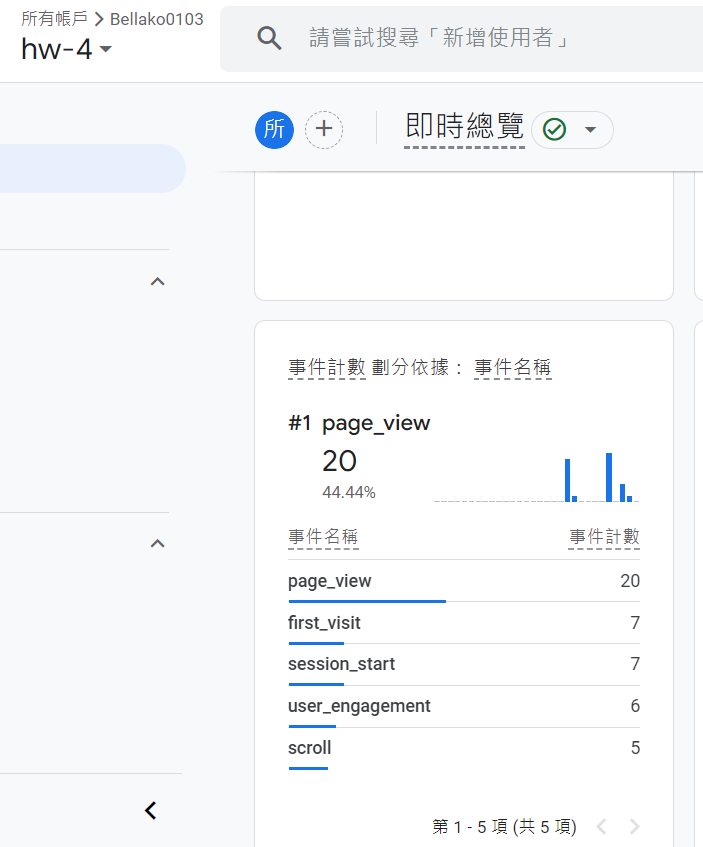 所有帳戶 > Bellako0103
hw-4
請嘗試搜尋「新增使用者」
所
即時總覽
事件計數 劃分依據： 事件名稱
#1 page_view
20
44.44%
事件名稱 事件計數
page_view 20
first_visit 7
session_start 7
user_engagement 6
scroll 5
第 1 - 5 項 (共 5 項)